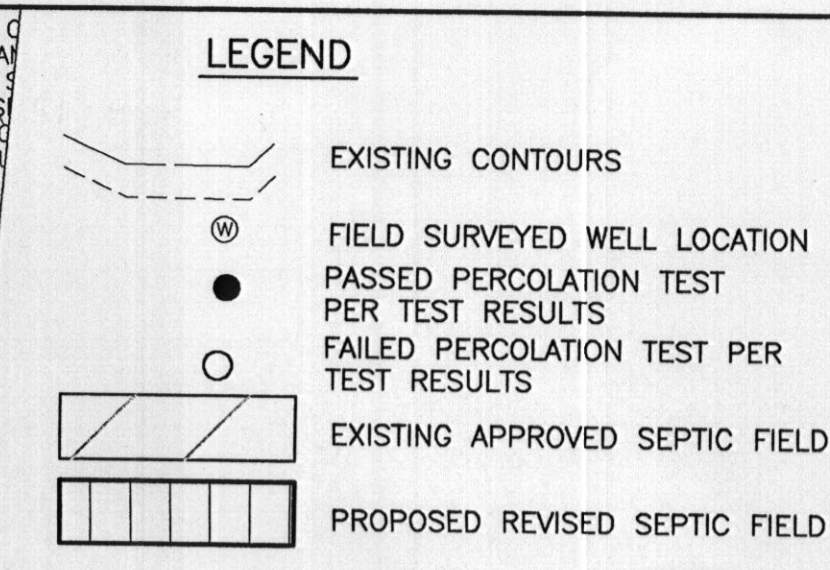 LEGEND
EXISTING CONTOURS
W
FIELD SURVEYED WELL LOCATION
PASSED PERCOLATION TEST
PER TEST RESULTS
FAILED PERCOLATION TEST PER
TEST RESULTS
EXISTING APPROVED SEPTIC FIELD
PROPOSED REVISED SEPTIC FIELD